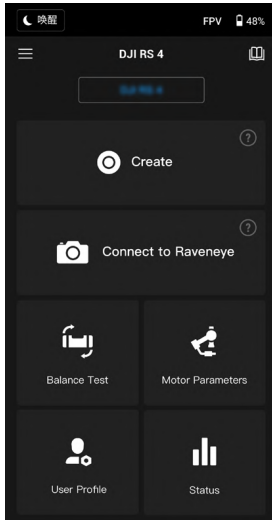 唤醒
FPV 48%
DJI RS 4
Create
Connect to Raveneye
Balance Test
Motor Parameters
User Profile
Status